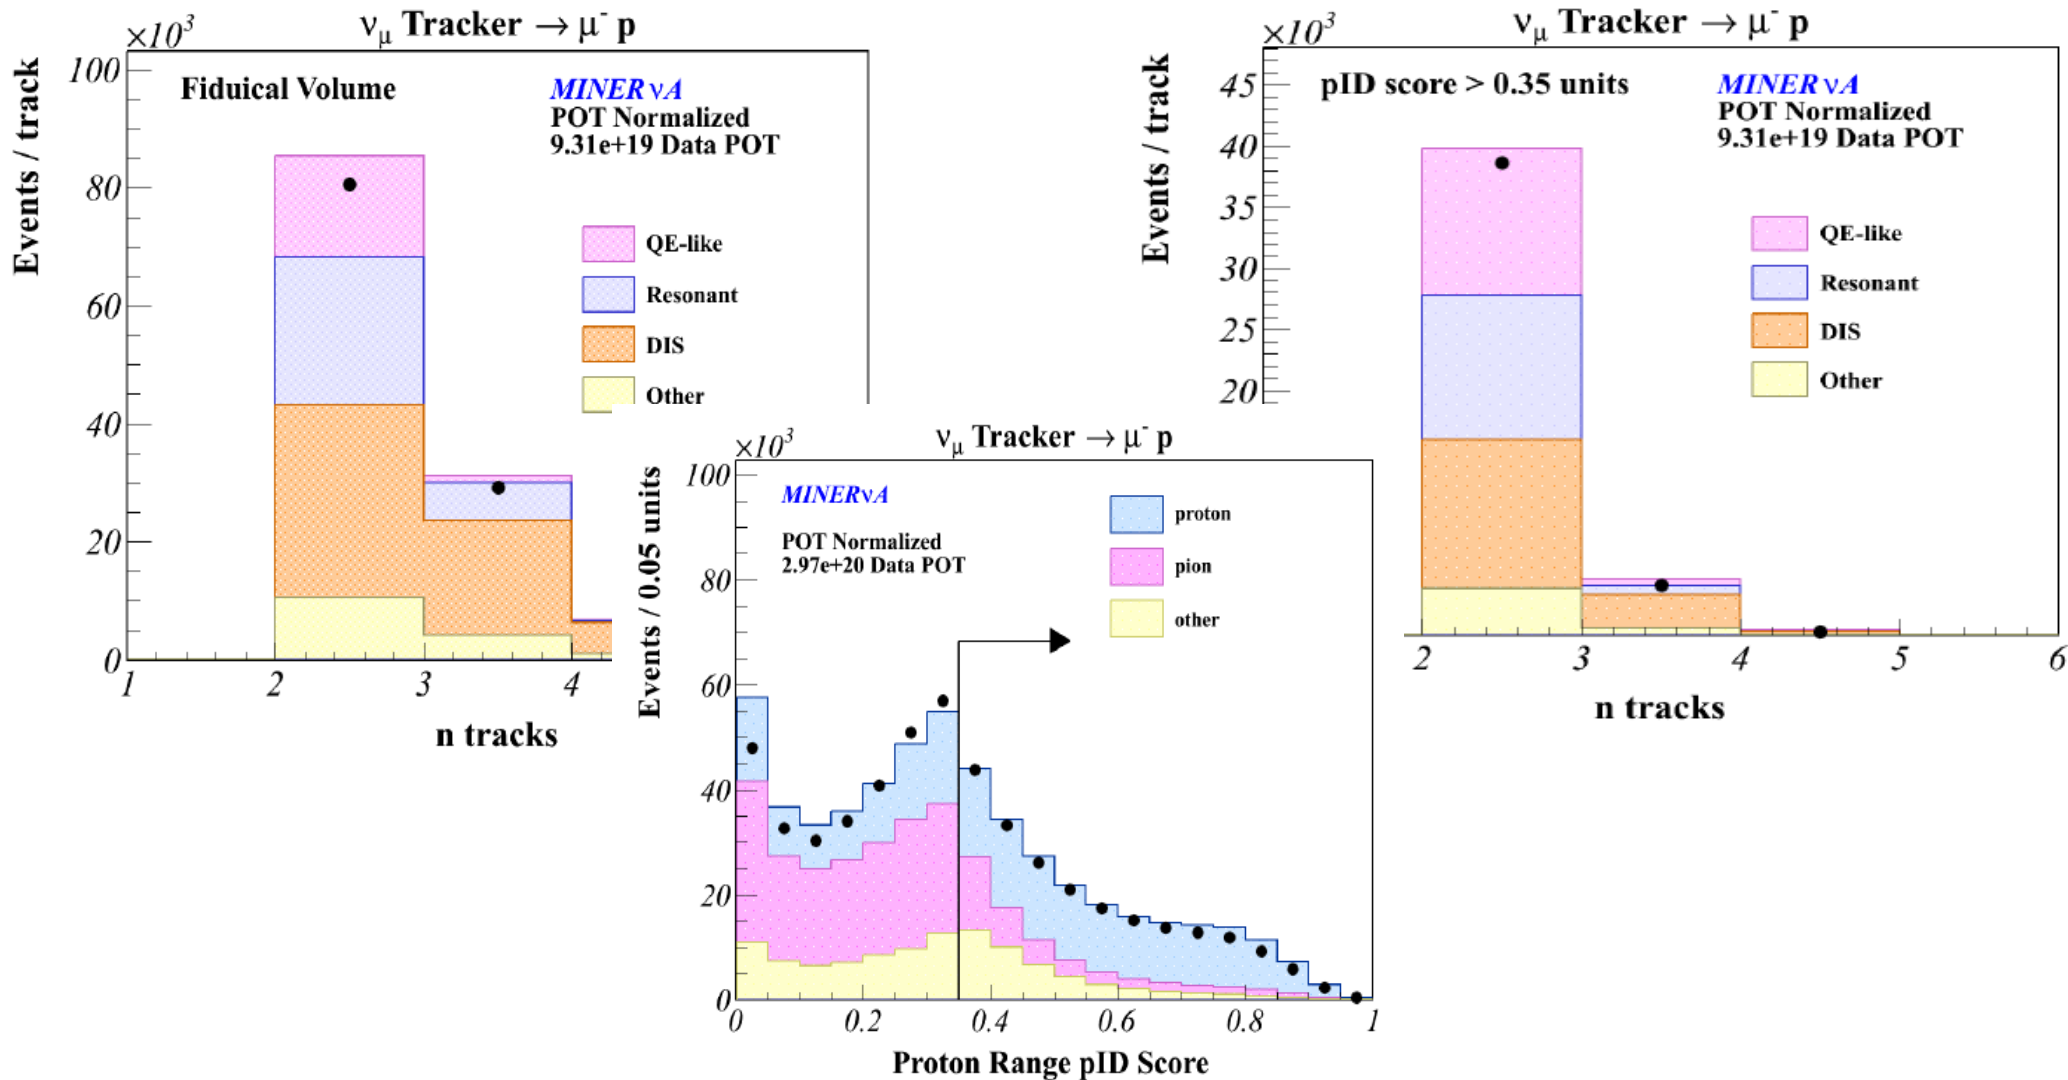 ν_μ Tracker → μ⁻ p
×10³
Events / track
Fiduical Volume
MINERνA
POT Normalized
9.31e+19 Data POT
QE-like
Resonant
DIS
Other
100
80
60
40
20
0
1 2 3 4
n tracks
ν_μ Tracker → μ⁻ p
×10³
Events / track
pID score > 0.35 units
MINERνA
POT Normalized
9.31e+19 Data POT
QE-like
Resonant
DIS
Other
45
40
35
30
25
20
2 3 4 5 6
n tracks
ν_μ Tracker → μ⁻ p
×10³
Events / 0.05 units
MINERνA
POT Normalized
2.97e+20 Data POT
proton
pion
other
100
80
60
40
20
0
0 0.2 0.4 0.6 0.8 1
Proton Range pID Score